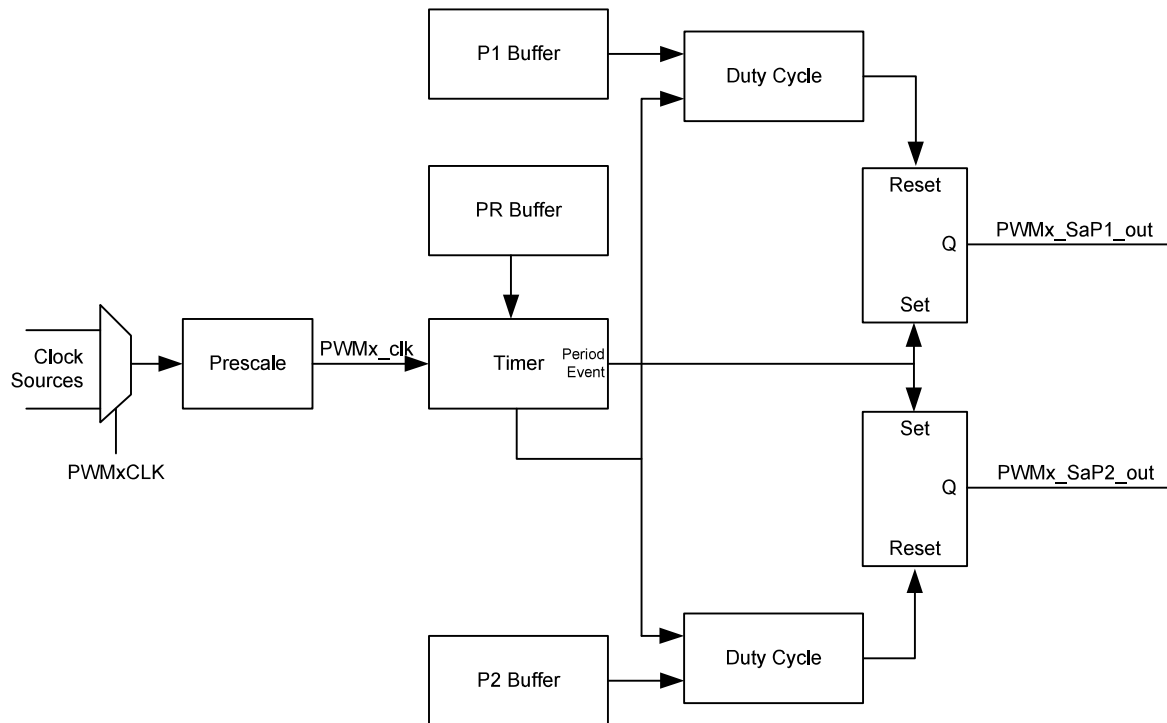 P1 Buffer
Duty Cycle
PR Buffer
Reset
Q
Set
PWMx_SaP1_out
Clock
Sources
PWMxCLK
Prescale
PWMx_clk
Timer
Period
Event
Set
Q
Reset
PWMx_SaP2_out
Duty Cycle
P2 Buffer